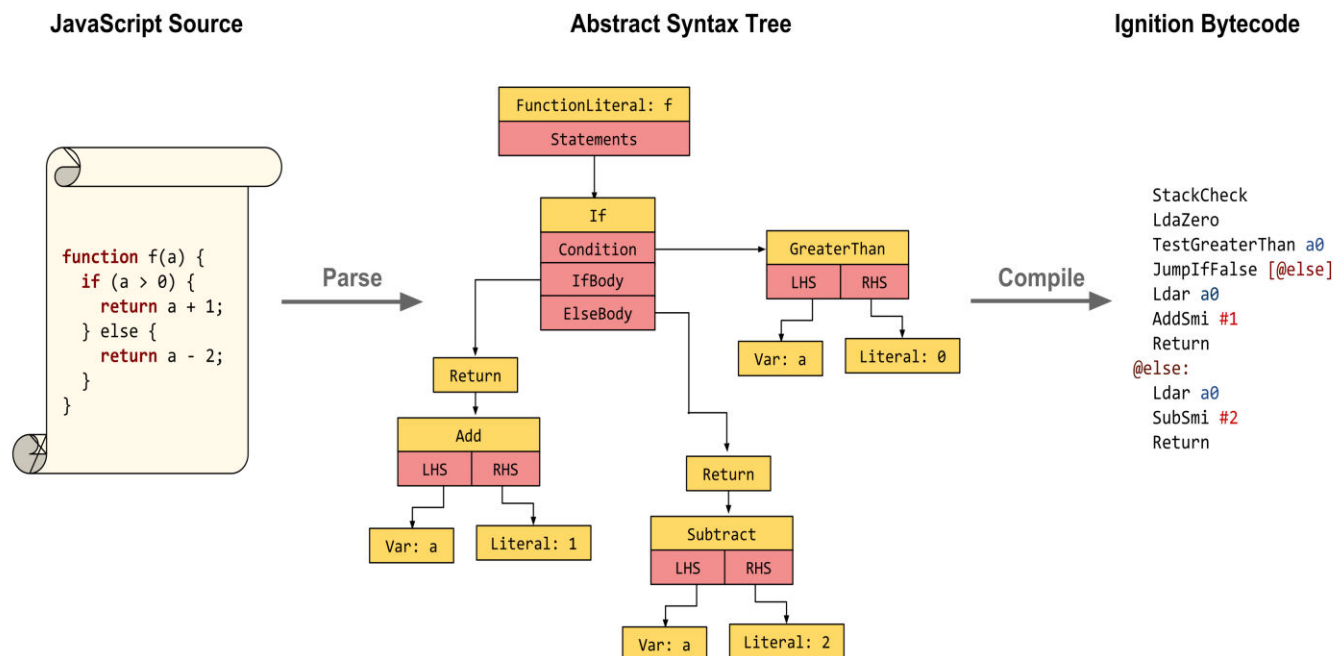 JavaScript Source
Abstract Syntax Tree
Ignition Bytecode
function f(a) {
if (a > 0) {
return a + 1;
} else {
return a - 2;
}
}
Parse
FunctionLiteral: f
Statements
If
Condition
IfBody
ElseBody
GreaterThan
LHS RHS
Var: a
Literal: 0
Return
Add
LHS RHS
Var: a
Literal: 1
Return
Subtract
LHS RHS
Var: a
Literal: 2
Compile
StackCheck
LdaZero
TestGreaterThan a0
JumpIfFalse [@else]
Ldar a0
AddSmi #1
Return
@else:
Ldar a0
SubSmi #2
Return